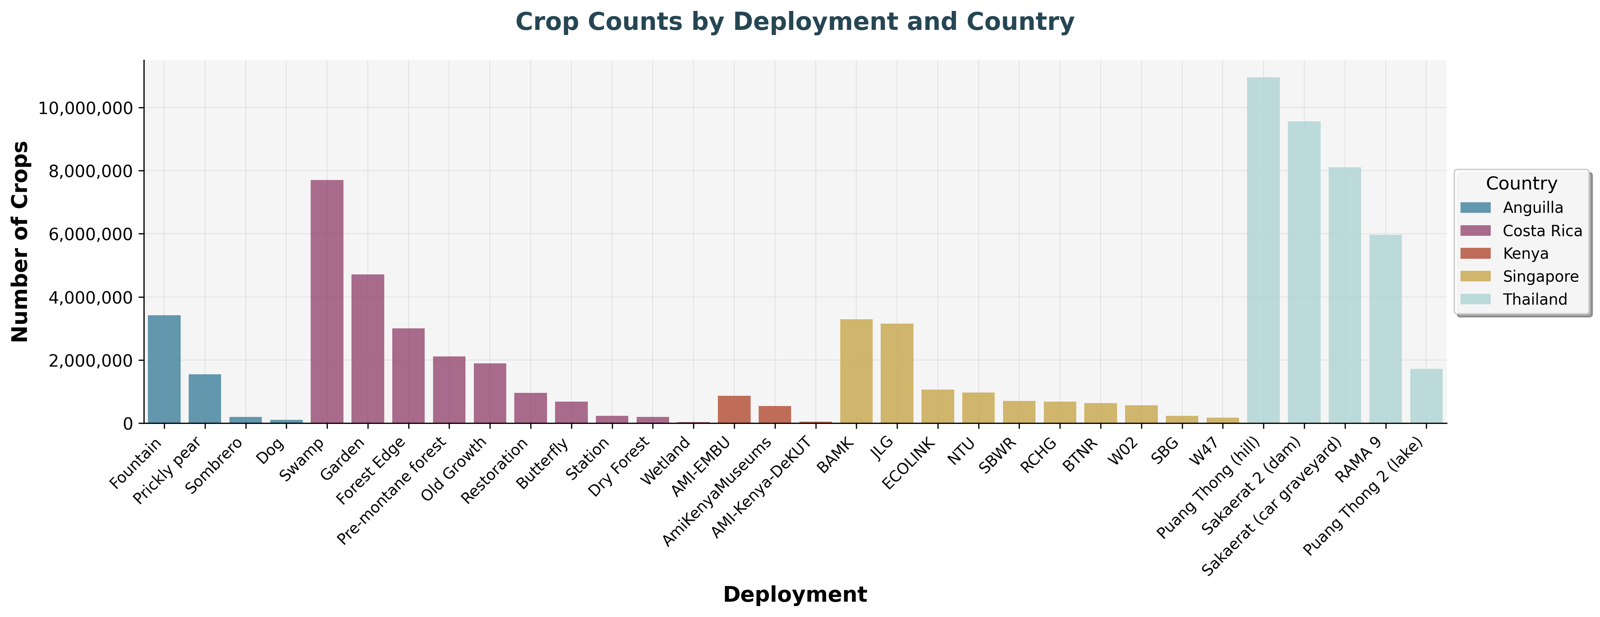 Crop Counts by Deployment and Country
Number of Crops
10,000,000
8,000,000
6,000,000
4,000,000
2,000,000
0
Fountain
Prickly pear
Sombrero
Dog
Swamp
Garden
Forest Edge
Pre-montane forest
Old Growth
Restoration
Butterfly
Station
Dry Forest
Wetland
AMI-EMBU
AmiKenyaMuseums
AMI-Kenya-DeKUT
BAMK
JLG
ECOLINK
NTU
SBWR
RCHG
BTNR
W02
SBG
W47
Puang Thong (hill)
Sakaerat 2 (dam)
Sakaerat (car graveyard)
RAMA 9
Puang Thong 2 (lake)
Deployment
Country
Anguilla
Costa Rica
Kenya
Singapore
Thailand